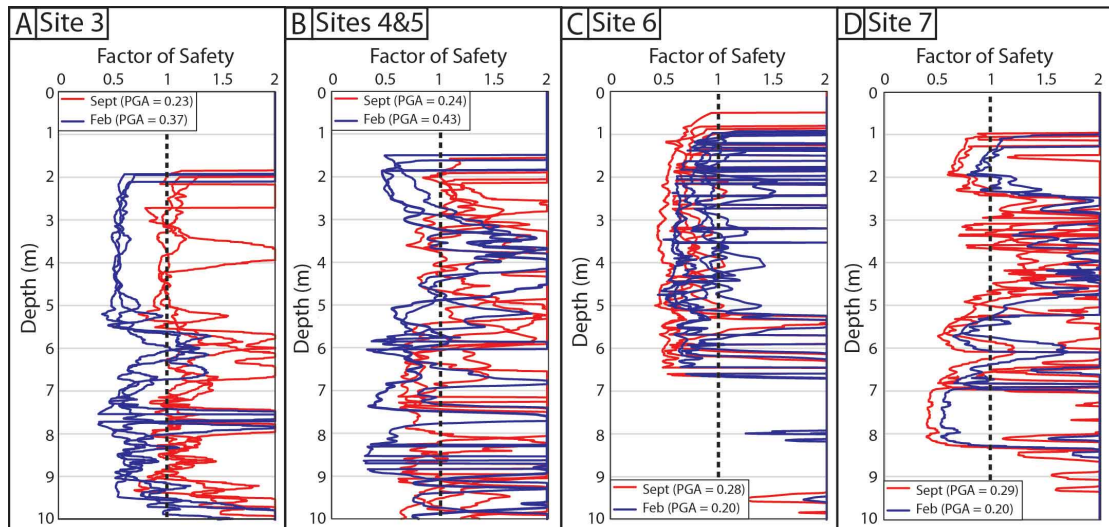 A Site 3
Factor of Safety
0 0.5 1 1.5 2
0
1
2
3
4
5
6
7
8
9
10
Depth (m)
Sept (PGA = 0.23)
Feb (PGA = 0.37)
B Sites 4&5
Factor of Safety
0 0.5 1 1.5 2
0
1
2
3
4
5
6
7
8
9
10
Depth (m)
Sept (PGA = 0.24)
Feb (PGA = 0.43)
C Site 6
Factor of Safety
0 0.5 1 1.5 2
0
1
2
3
4
5
6
7
8
9
10
Depth (m)
Sept (PGA = 0.28)
Feb (PGA = 0.20)
D Site 7
Factor of Safety
0 0.5 1 1.5 2
0
1
2
3
4
5
6
7
8
9
10
Depth (m)
Sept (PGA = 0.29)
Feb (PGA = 0.20)